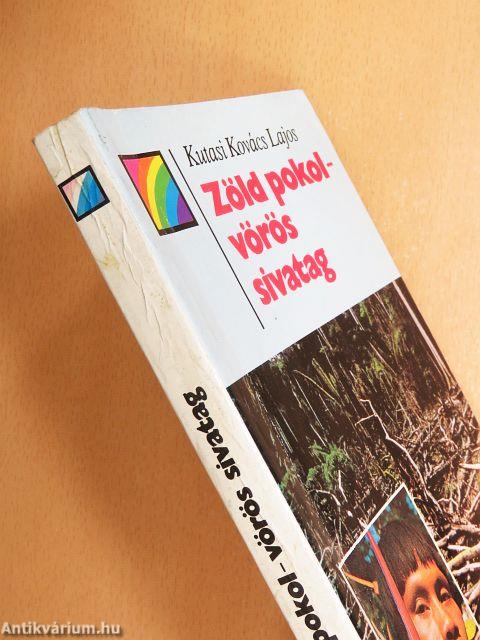 Kutasi Kovács Lajos
Zöld pokol-
vörös
sivatag
pokol - vörös sivatag
Antikvárium.hu